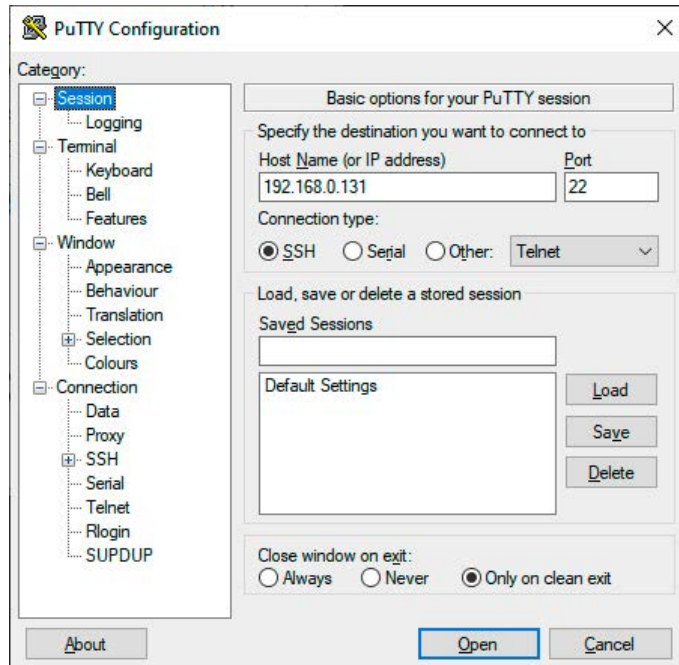 PuTTY Configuration
Category:
Session
Logging
Terminal
Keyboard
Bell
Features
Window
Appearance
Behaviour
Translation
Selection
Colours
Connection
Data
Proxy
SSH
Serial
Telnet
Rlogin
SUPDUP
Basic options for your PuTTY session
Specify the destination you want to connect to
Host Name (or IP address) Port
192.168.0.131 22
Connection type:
SSH Serial Other: Telnet
Load, save or delete a stored session
Saved Sessions
Default Settings
Load
Save
Delete
Close window on exit:
Always Never Only on clean exit
About Open Cancel